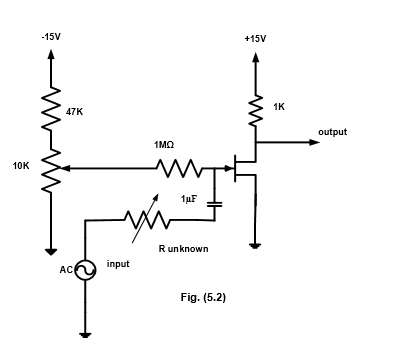 -15V
+15V
47K
1K
output
1MΩ
10K
1µF
R unknown
input
AC
Fig. (5.2)